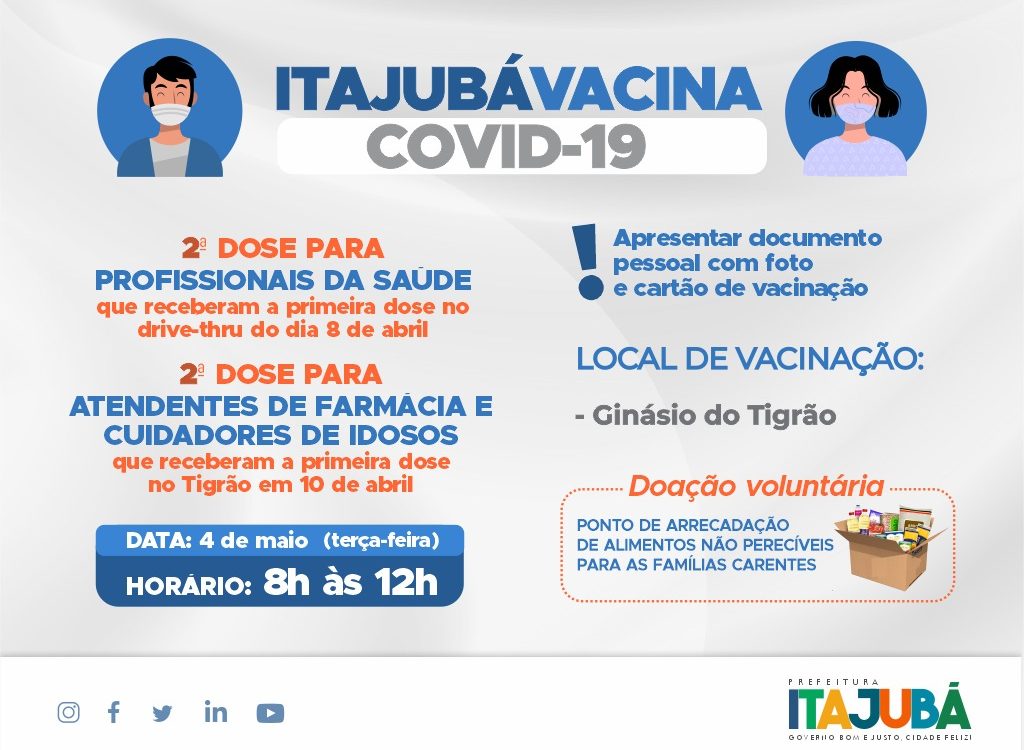 ITAJUBÁVACINA
COVID-19
2ª DOSE PARA
PROFISSIONAIS DA SAÚDE
que receberam a primeira dose no
drive-thru do dia 8 de abril
2ª DOSE PARA
ATENDENTES DE FARMÁCIA E
CUIDADORES DE IDOSOS
que receberam a primeira dose
no Tigrão em 10 de abril
DATA: 4 de maio (terça-feira)
HORÁRIO: 8h às 12h
! Apresentar documento
pessoal com foto
e cartão de vacinação
LOCAL DE VACINAÇÃO:
- Ginásio do Tigrão
Doação voluntária
PONTO DE ARRECADAÇÃO
DE ALIMENTOS NÃO PERECÍVEIS
PARA AS FAMÍLIAS CARENTES
PREFEITURA
ITAJUBÁ
GOVERNO BOM E JUSTO, CIDADE FELIZ!